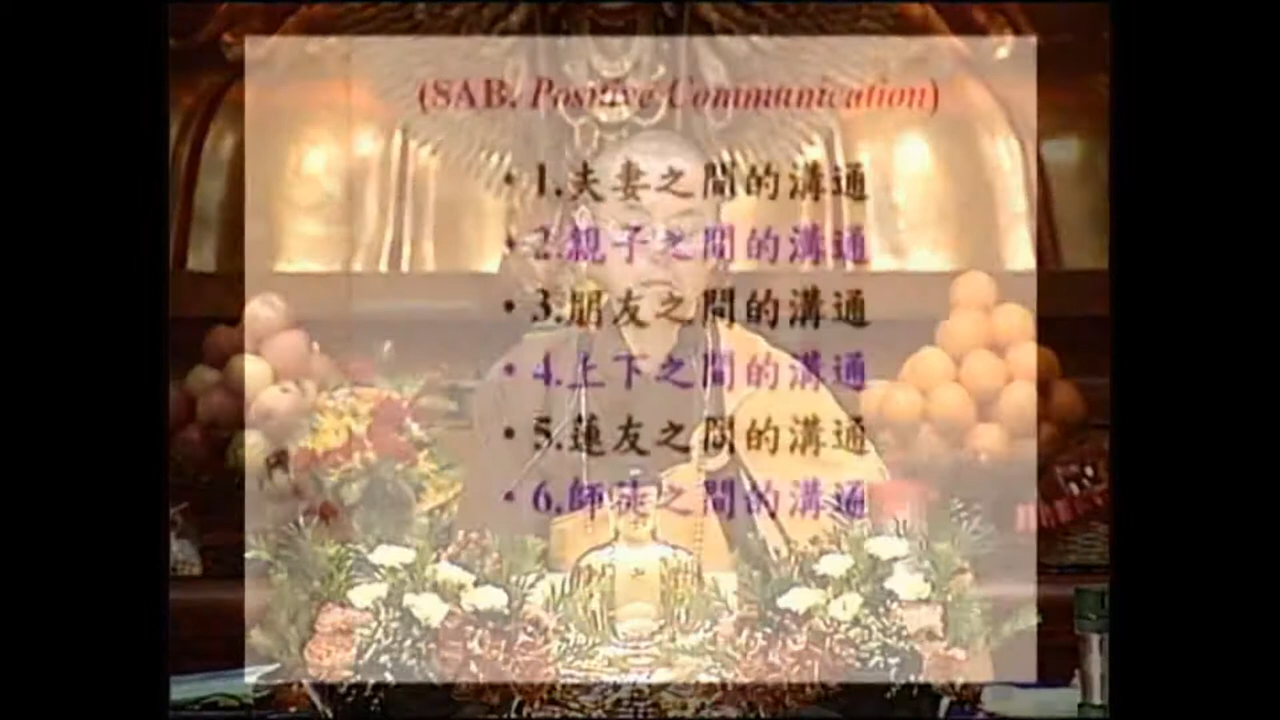 (SAB. Positive Communication)
• 1.夫妻之間的溝通
• 2.親子之間的溝通
• 3.朋友之間的溝通
• 4.上下之間的溝通
• 5.蓮友之間的溝通
• 6.師徒之間的溝通